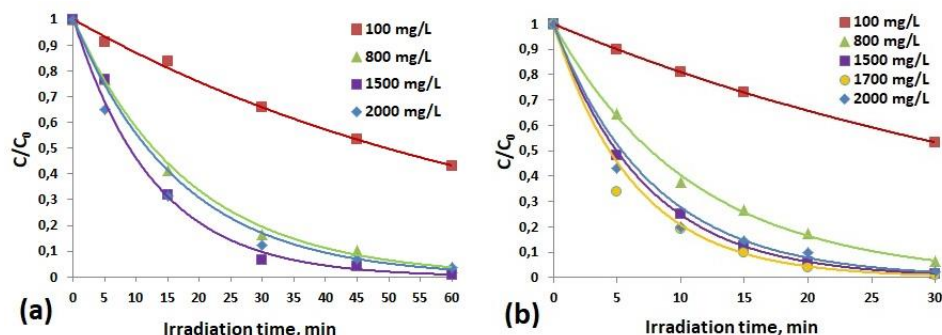 1
0,9
0,8
0,7
0,6
0,5
0,4
0,3
0,2
0,1
0
C/C0
0 5 10 15 20 25 30 35 40 45 50 55 60
Irradiation time, min
(a)
100 mg/L
800 mg/L
1500 mg/L
2000 mg/L
1
0,9
0,8
0,7
0,6
0,5
0,4
0,3
0,2
0,1
0
C/C0
0 5 10 15 20 25 30
Irradiation time, min
(b)
100 mg/L
800 mg/L
1500 mg/L
1700 mg/L
2000 mg/L